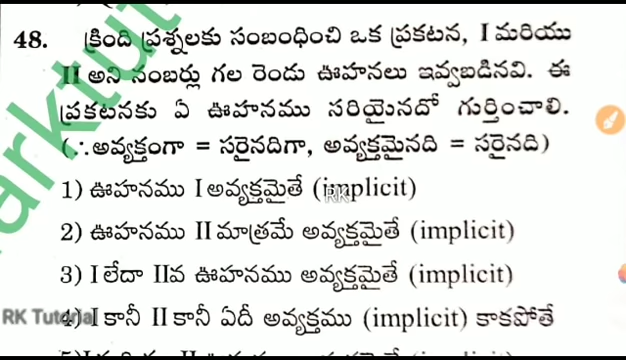 48. క్రింది ప్రశ్నలకు సంబంధించి ఒక ప్రకటన, I మరియు
II అని నంబర్లు గల రెండు ఊహనలు ఇవ్వబడినవి. ఈ
ప్రకటనకు ఏ ఊహనము సరియైనదో గుర్తించాలి.
(∴అవ్యక్తంగా = సరైనదిగా, అవ్యక్తమైనది = సరైనది)
1) ఊహనము I అవ్యక్తమైతే (implicit)
RK
2) ఊహనము II మాత్రమే అవ్యక్తమైతే (implicit)
3) I లేదా IIవ ఊహనము అవ్యక్తమైతే (implicit)
RK Tutorial
4) I కానీ II కానీ ఏదీ అవ్యక్తము (implicit) కాకపోతే